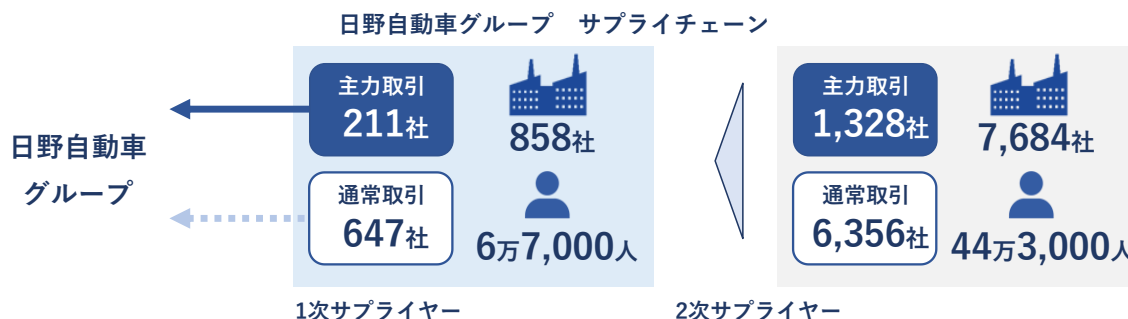 日野自動車グループ　サプライチェーン
日野自動車
グループ
主力取引
211社
858社
通常取引
647社
6万7,000人
1次サプライヤー
主力取引
1,328社
7,684社
通常取引
6,356社
44万3,000人
2次サプライヤー